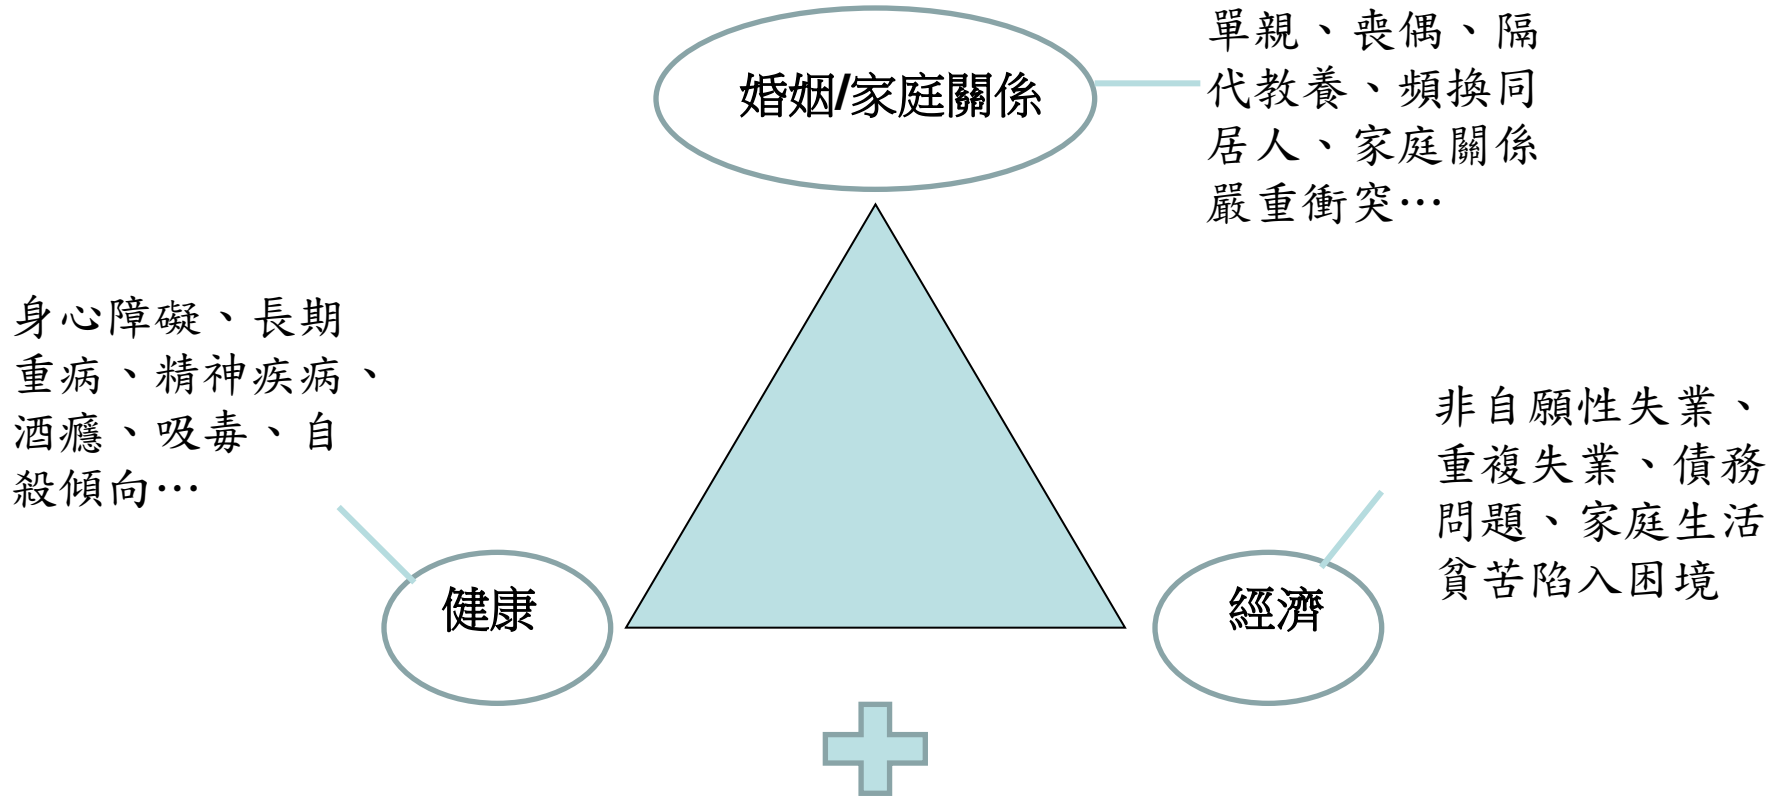 婚姻/家庭關係
單親、喪偶、隔
代教養、頻換同
居人、家庭關係
嚴重衝突…
身心障礙、長期
重病、精神疾病、
酒癮、吸毒、自
殺傾向…
非自願性失業、
重複失業、債務
問題、家庭生活
貧苦陷入困境
健康
經濟